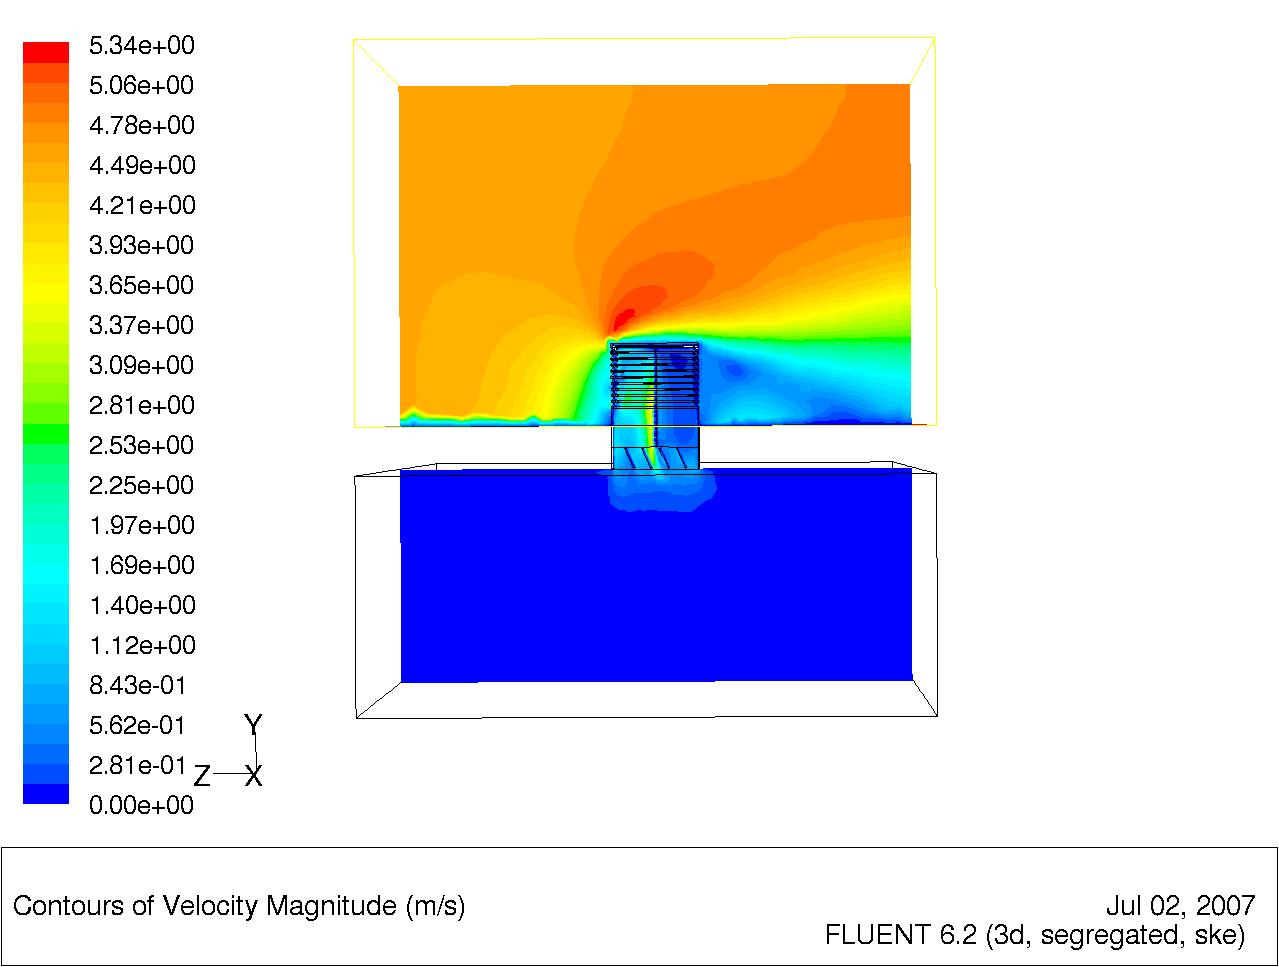 5.34e+00
5.06e+00
4.78e+00
4.49e+00
4.21e+00
3.93e+00
3.65e+00
3.37e+00
3.09e+00
2.81e+00
2.53e+00
2.25e+00
1.97e+00
1.69e+00
1.40e+00
1.12e+00
8.43e-01
5.62e-01
2.81e-01
0.00e+00
Y
Z X
Contours of Velocity Magnitude (m/s)
Jul 02, 2007
FLUENT 6.2 (3d, segregated, ske)